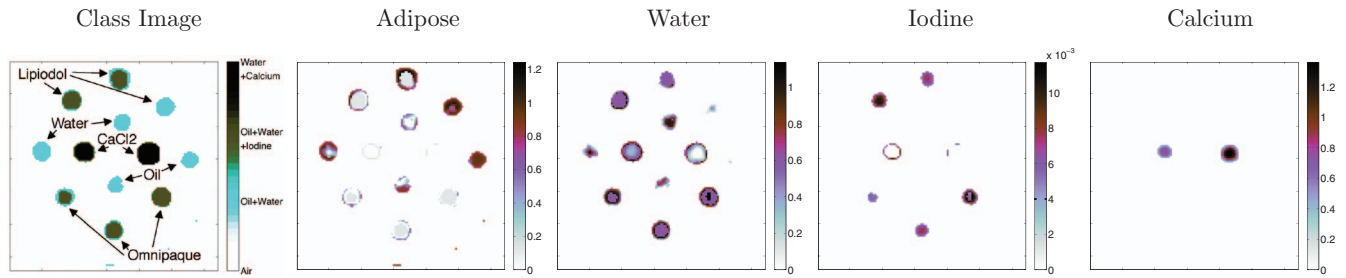 Class Image
Adipose
Water
Iodine
Calcium
Lipiodol
Water
CaCl2
Oil
Omnipaque
Water
+Calcium
Oil+Water
+Iodine
Oil+Water
Air
1.2
1
0.8
0.6
0.4
0.2
0
1
0.8
0.6
0.4
0.2
0
x 10⁻³
10
8
6
4
2
0
1.2
1
0.8
0.6
0.4
0.2
0